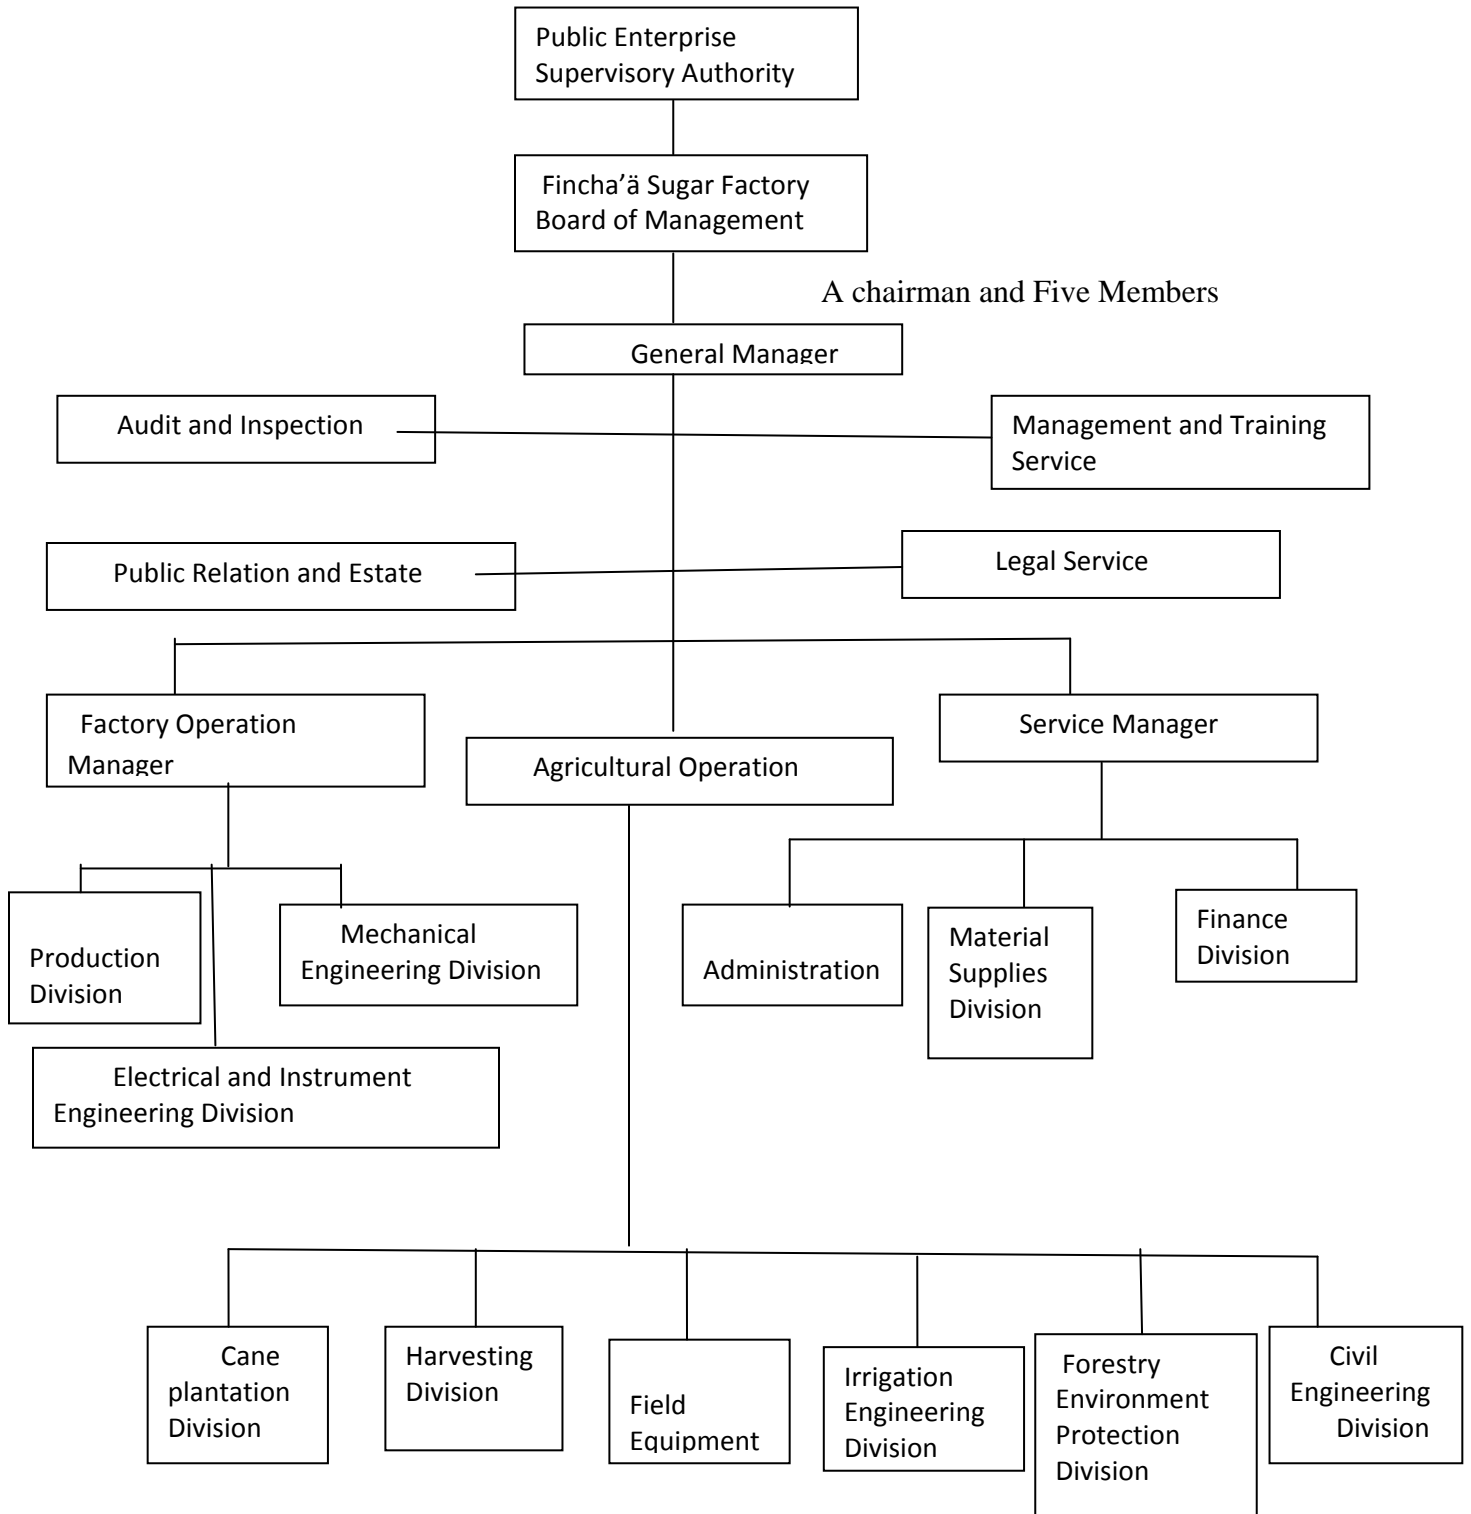 Public Enterprise
Supervisory Authority
Fincha’ä Sugar Factory
Board of Management
A chairman and Five Members
General Manager
Audit and Inspection
Management and Training
Service
Public Relation and Estate
Legal Service
Factory Operation
Manager
Agricultural Operation
Service Manager
Production
Division
Mechanical
Engineering Division
Administration
Material
Supplies
Division
Finance
Division
Electrical and Instrument
Engineering Division
Cane
plantation
Division
Harvesting
Division
Field
Equipment
Irrigation
Engineering
Division
Forestry
Environment
Protection
Division
Civil
Engineering
Division